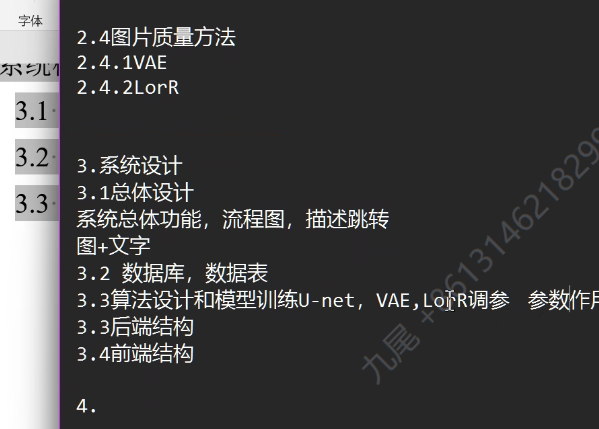 字体
3.1
3.2
3.3
2.4图片质量方法
2.4.1VAE
2.4.2LorR
3.系统设计
3.1总体设计
系统总体功能，流程图，描述跳转
图+文字
3.2 数据库，数据表
3.3算法设计和模型训练U-net，VAE,LorR调参 参数作用
3.3后端结构
3.4前端结构
4.
九尾 +8613146218299